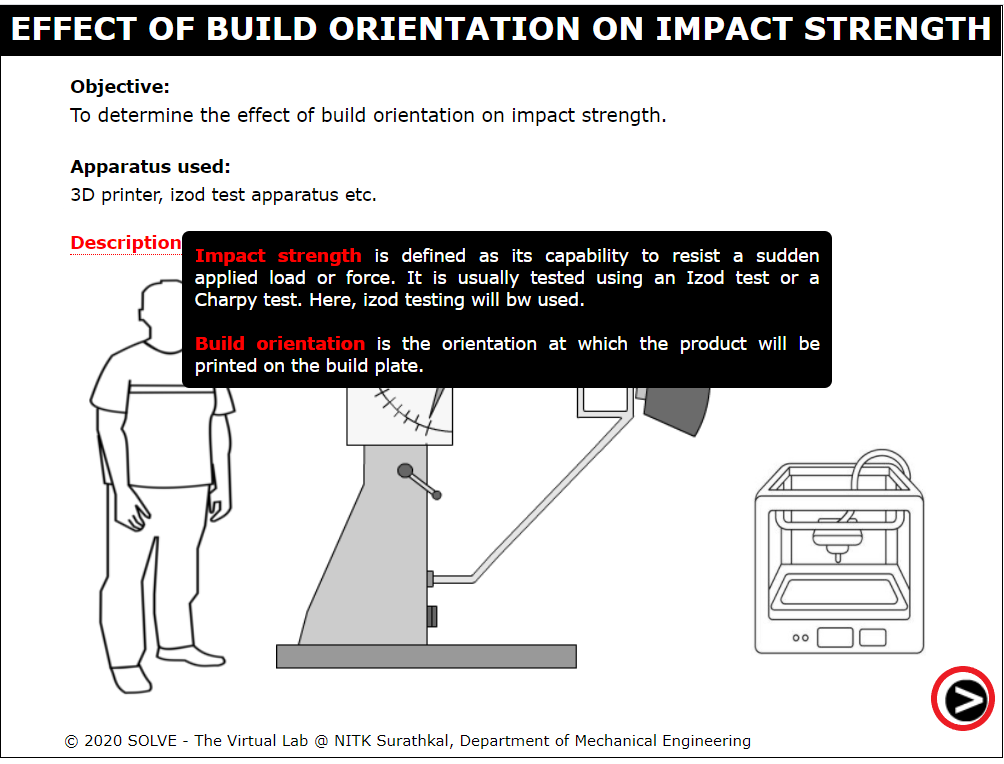 EFFECT OF BUILD ORIENTATION ON IMPACT STRENGTH
Objective:
To determine the effect of build orientation on impact strength.
Apparatus used:
3D printer, izod test apparatus etc.
Description
Impact strength is defined as its capability to resist a sudden
applied load or force. It is usually tested using an Izod test or a
Charpy test. Here, izod testing will bw used.
Build orientation is the orientation at which the product will be
printed on the build plate.
© 2020 SOLVE - The Virtual Lab @ NITK Surathkal, Department of Mechanical Engineering